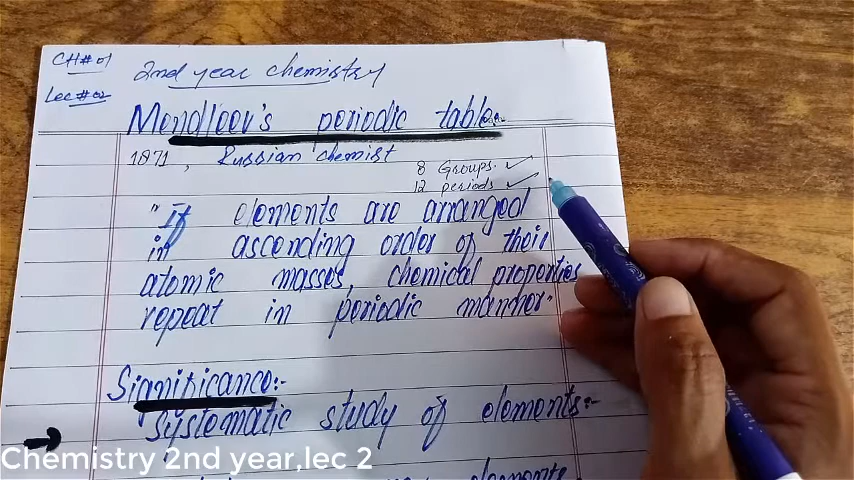 CH#01
2nd year chemistry
Lec#02
Mendleev's periodic table:-
1871, Russian chemist
8 Groups.
12 periods
"If elements are arranged
in ascending order of their
atomic masses, chemical properties
repeat in periodic manner"
Significance:-
systematic study of elements:-
elements
Chemistry 2nd year,lec 2